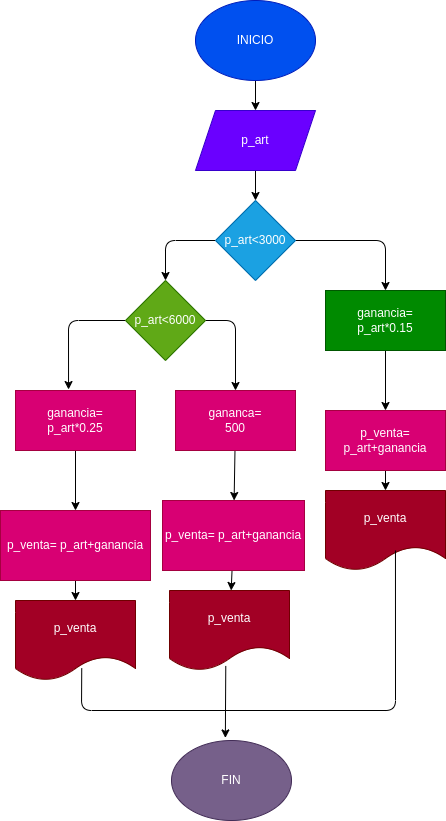 INICIO
p_art
p_art<3000
p_art<6000
ganancia=
p_art*0.15
ganancia=
p_art*0.25
gananca=
500
p_venta=
p_art+ganancia
p_venta= p_art+ganancia
p_venta= p_art+ganancia
p_venta
p_venta
p_venta
FIN